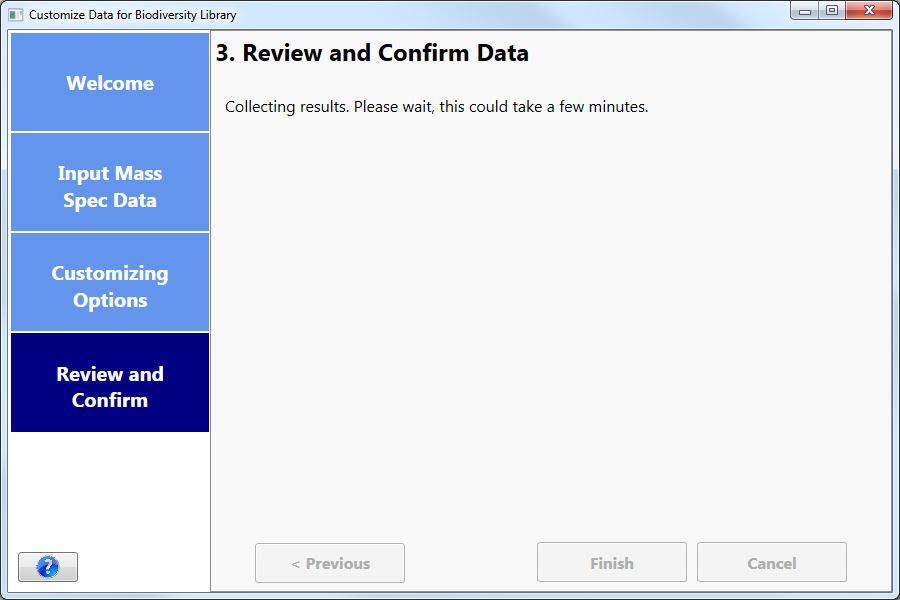 Customize Data for Biodiversity Library
Welcome
Input Mass
Spec Data
Customizing
Options
Review and
Confirm
3. Review and Confirm Data
Collecting results. Please wait, this could take a few minutes.
?
< Previous
Finish
Cancel